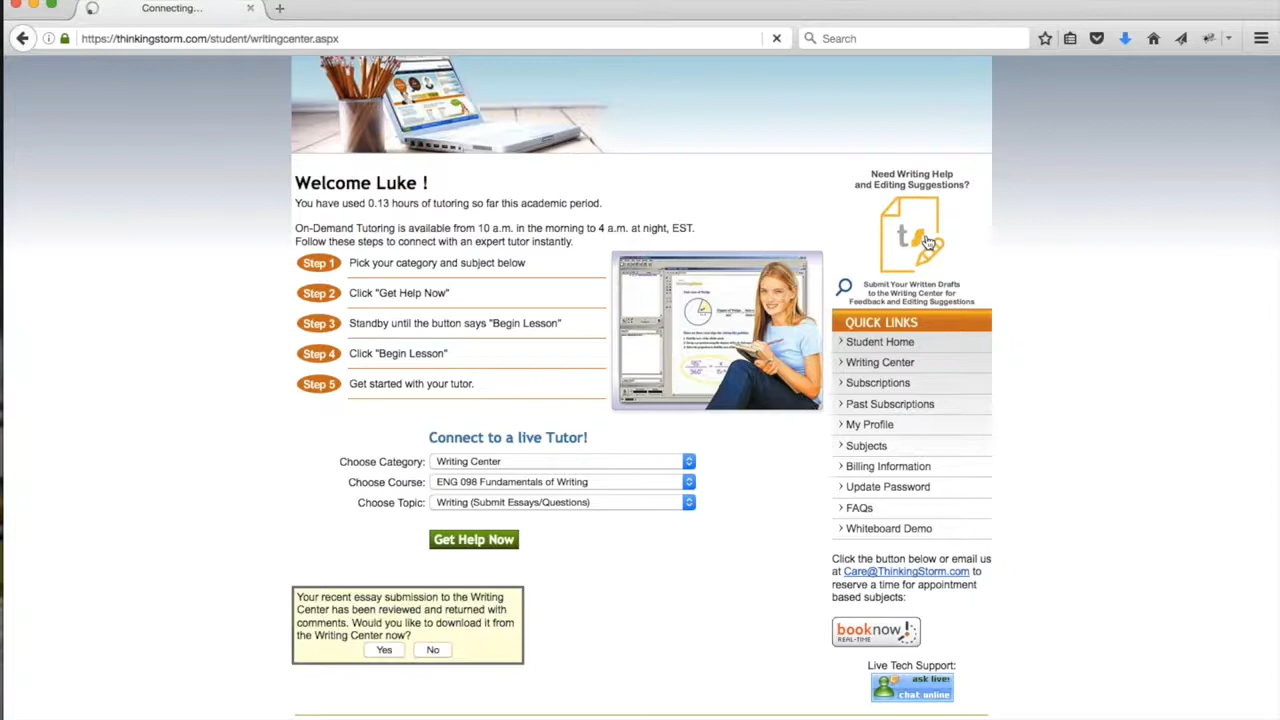 Connecting...
https://thinkingstorm.com/student/writingcenter.aspx
Search
Welcome Luke !
You have used 0.13 hours of tutoring so far this academic period.
On-Demand Tutoring is available from 10 a.m. in the morning to 4 a.m. at night, EST.
Follow these steps to connect with an expert tutor instantly.
Step 1 Pick your category and subject below
Step 2 Click "Get Help Now"
Step 3 Standby until the button says "Begin Lesson"
Step 4 Click "Begin Lesson"
Step 5 Get started with your tutor.
Connect to a live Tutor!
Choose Category: Writing Center
Choose Course: ENG 098 Fundamentals of Writing
Choose Topic: Writing (Submit Essays/Questions)
Get Help Now
Your recent essay submission to the Writing
Center has been reviewed and returned with
comments. Would you like to download it from
the Writing Center now?
Yes No
Need Writing Help
and Editing Suggestions?
Submit Your Written Drafts
to the Writing Center for
Feedback and Editing Suggestions
QUICK LINKS
Student Home
Writing Center
Subscriptions
Past Subscriptions
My Profile
Subjects
Billing Information
Update Password
FAQs
Whiteboard Demo
Click the button below or email us
at Care@ThinkingStorm.com to
reserve a time for appointment
based subjects:
booknow!
REAL-TIME
Live Tech Support:
ask live!
chat online